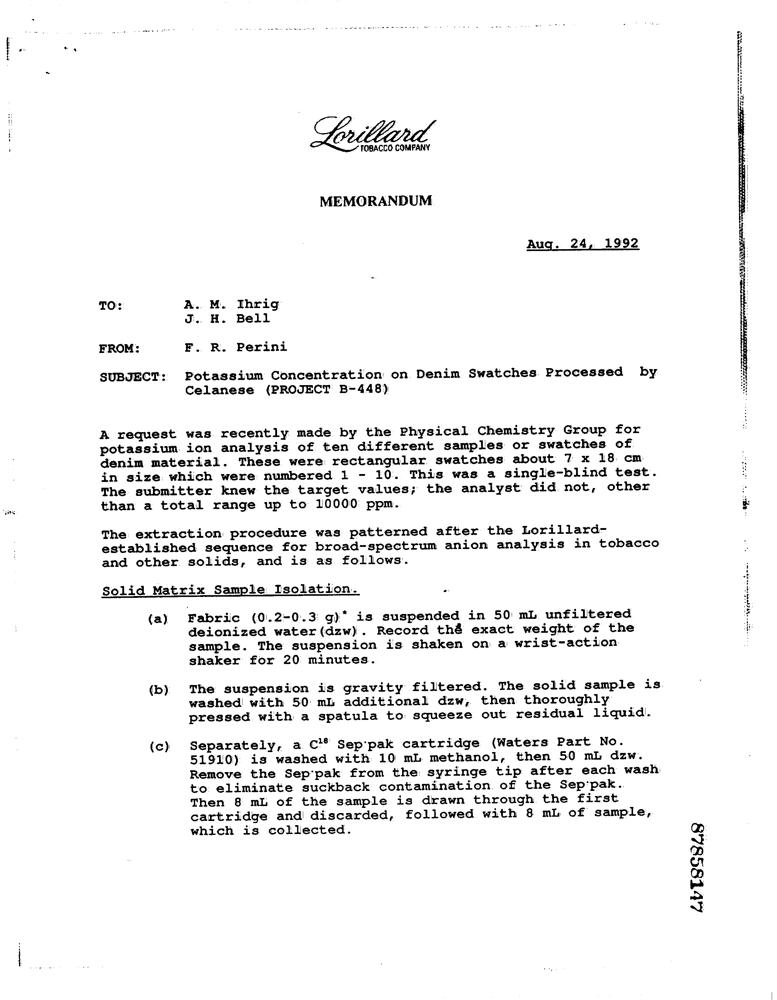 Lorillard
TOBACCO COMPANY
MEMORANDUM
Aug. 24, 1992
TO: A. M. Ihrig
J. H. Bell
FROM: F. R. Perini
SUBJECT: Potassium Concentration on Denim Swatches Processed by
Celanese (PROJECT B-448)
A request was recently made by the Physical Chemistry Group for
potassium ion analysis of ten different samples or swatches of
denim material. These were rectangular swatches about 7 x 18 cm
in size which were numbered 1 - 10. This was a single-blind test.
The submitter knew the target values; the analyst did not, other
than a total range up to 10000 ppm.
The extraction procedure was patterned after the Lorillard-
established sequence for broad-spectrum anion analysis in tobacco
and other solids, and is as follows.
Solid Matrix Sample Isolation.
(a) Fabric (0.2-0.3 g)* is suspended in 50 mL unfiltered
deionized water(dzw). Record the exact weight of the
sample. The suspension is shaken on a wrist-action
shaker for 20 minutes.
(b) The suspension is gravity filtered. The solid sample is
washed with 50 mL additional dzw, then thoroughly
pressed with a spatula to squeeze out residual liquid.
(c) Separately, a C¹⁸ Sep-pak cartridge (Waters Part No.
51910) is washed with 10 mL methanol, then 50 mL dzw.
Remove the Sep-pak from the syringe tip after each wash
to eliminate suckback contamination of the Sep-pak.
Then 8 mL of the sample is drawn through the first
cartridge and discarded, followed with 8 mL of sample,
which is collected.
87858147